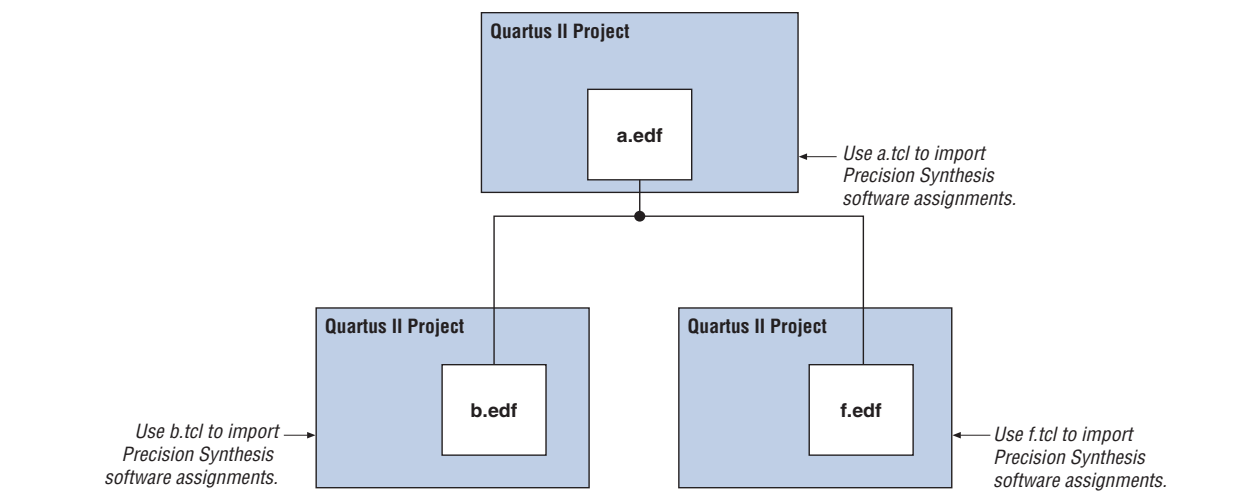 Quartus II Project
a.edf
Use a.tcl to import
Precision Synthesis
software assignments.
Quartus II Project
b.edf
Use b.tcl to import
Precision Synthesis
software assignments.
Quartus II Project
f.edf
Use f.tcl to import
Precision Synthesis
software assignments.